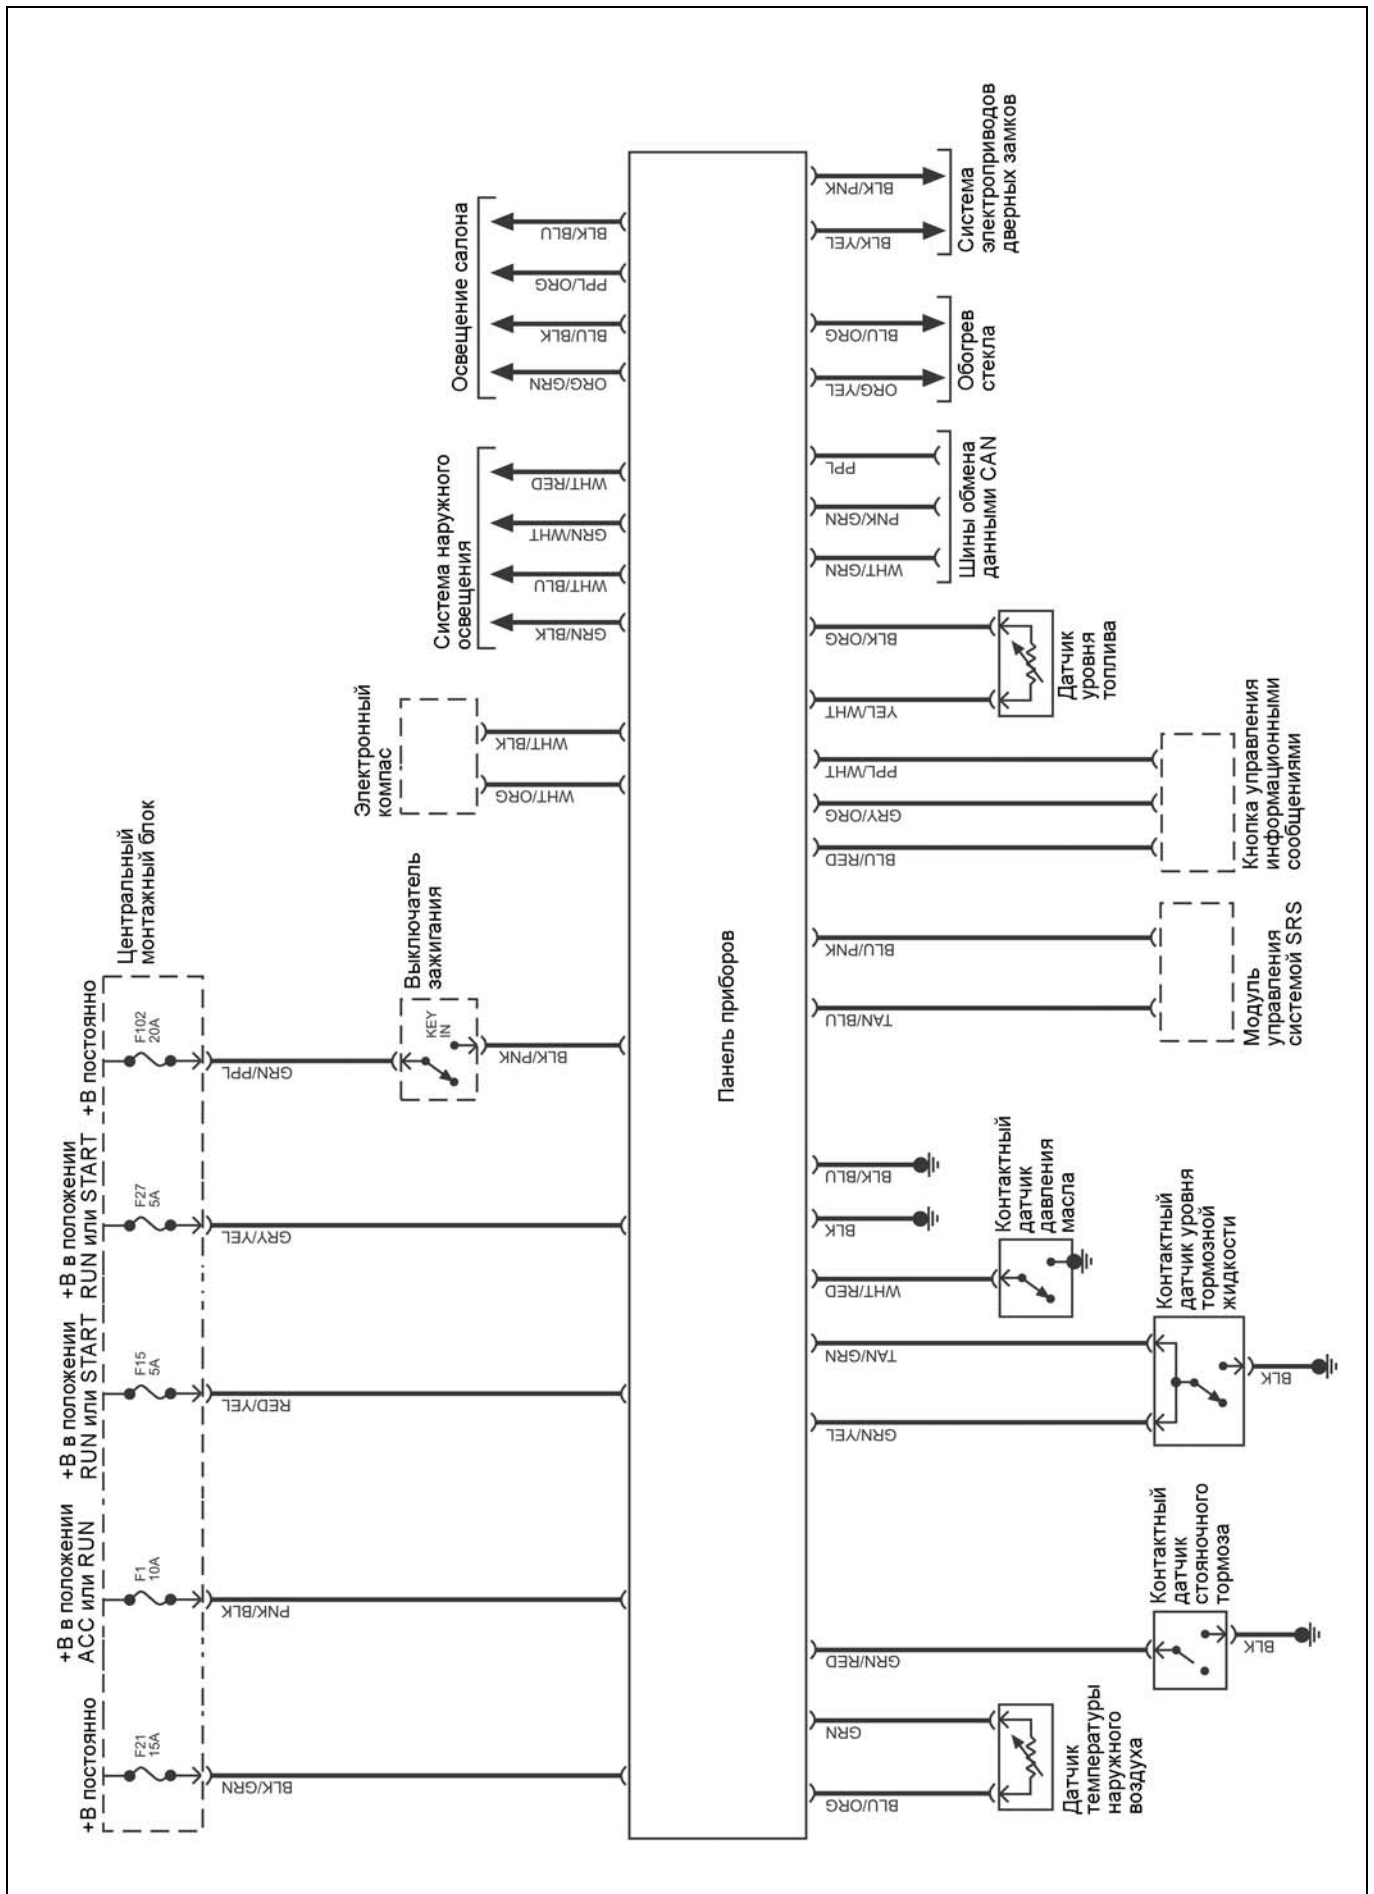 +В постоянно
F21
15A
BLK/GRN
+В в положении
ACC или RUN
F1
10A
PNK/BLK
+В в положении
RUN или START
F15
5A
RED/YEL
+В в положении
RUN или START
F27
5A
GRY/YEL
+В постоянно
F102
20A
GRN/PPL
Центральный
монтажный блок
Выключатель
зажигания
KEY
IN
BLK/PNK
Электронный
компас
WHT/ORG
WHT/BLK
Система наружного
освещения
GRN/BLK
WHT/BLU
GRN/WHT
WHT/RED
Освещение салона
ORG/GRN
BLU/BLK
PPL/ORG
BLK/BLU
Панель приборов
BLU/ORG
GRN
Датчик
температуры
наружного
воздуха
GRN/RED
BLK
Контактный
датчик
стояночного
тормоза
GRN/YEL
TAN/GRN
BLK
Контактный
датчик уровня
тормозной
жидкости
WHT/RED
Контактный
датчик
давления
масла
BLK
BLK/BLU
TAN/BLU
BLU/PNK
Модуль
управления
системой SRS
BLU/RED
GRY/ORG
PPL/WHT
Кнопка управления
информационными
сообщениями
YEL/WHT
BLK/ORG
Датчик
уровня
топлива
WHT/GRN
PNK/GRN
PPL
Шины обмена
данными CAN
ORG/YEL
BLU/ORG
Обогрев
стекла
BLK/YEL
BLK/PNK
Система
электроприводов
дверных замков